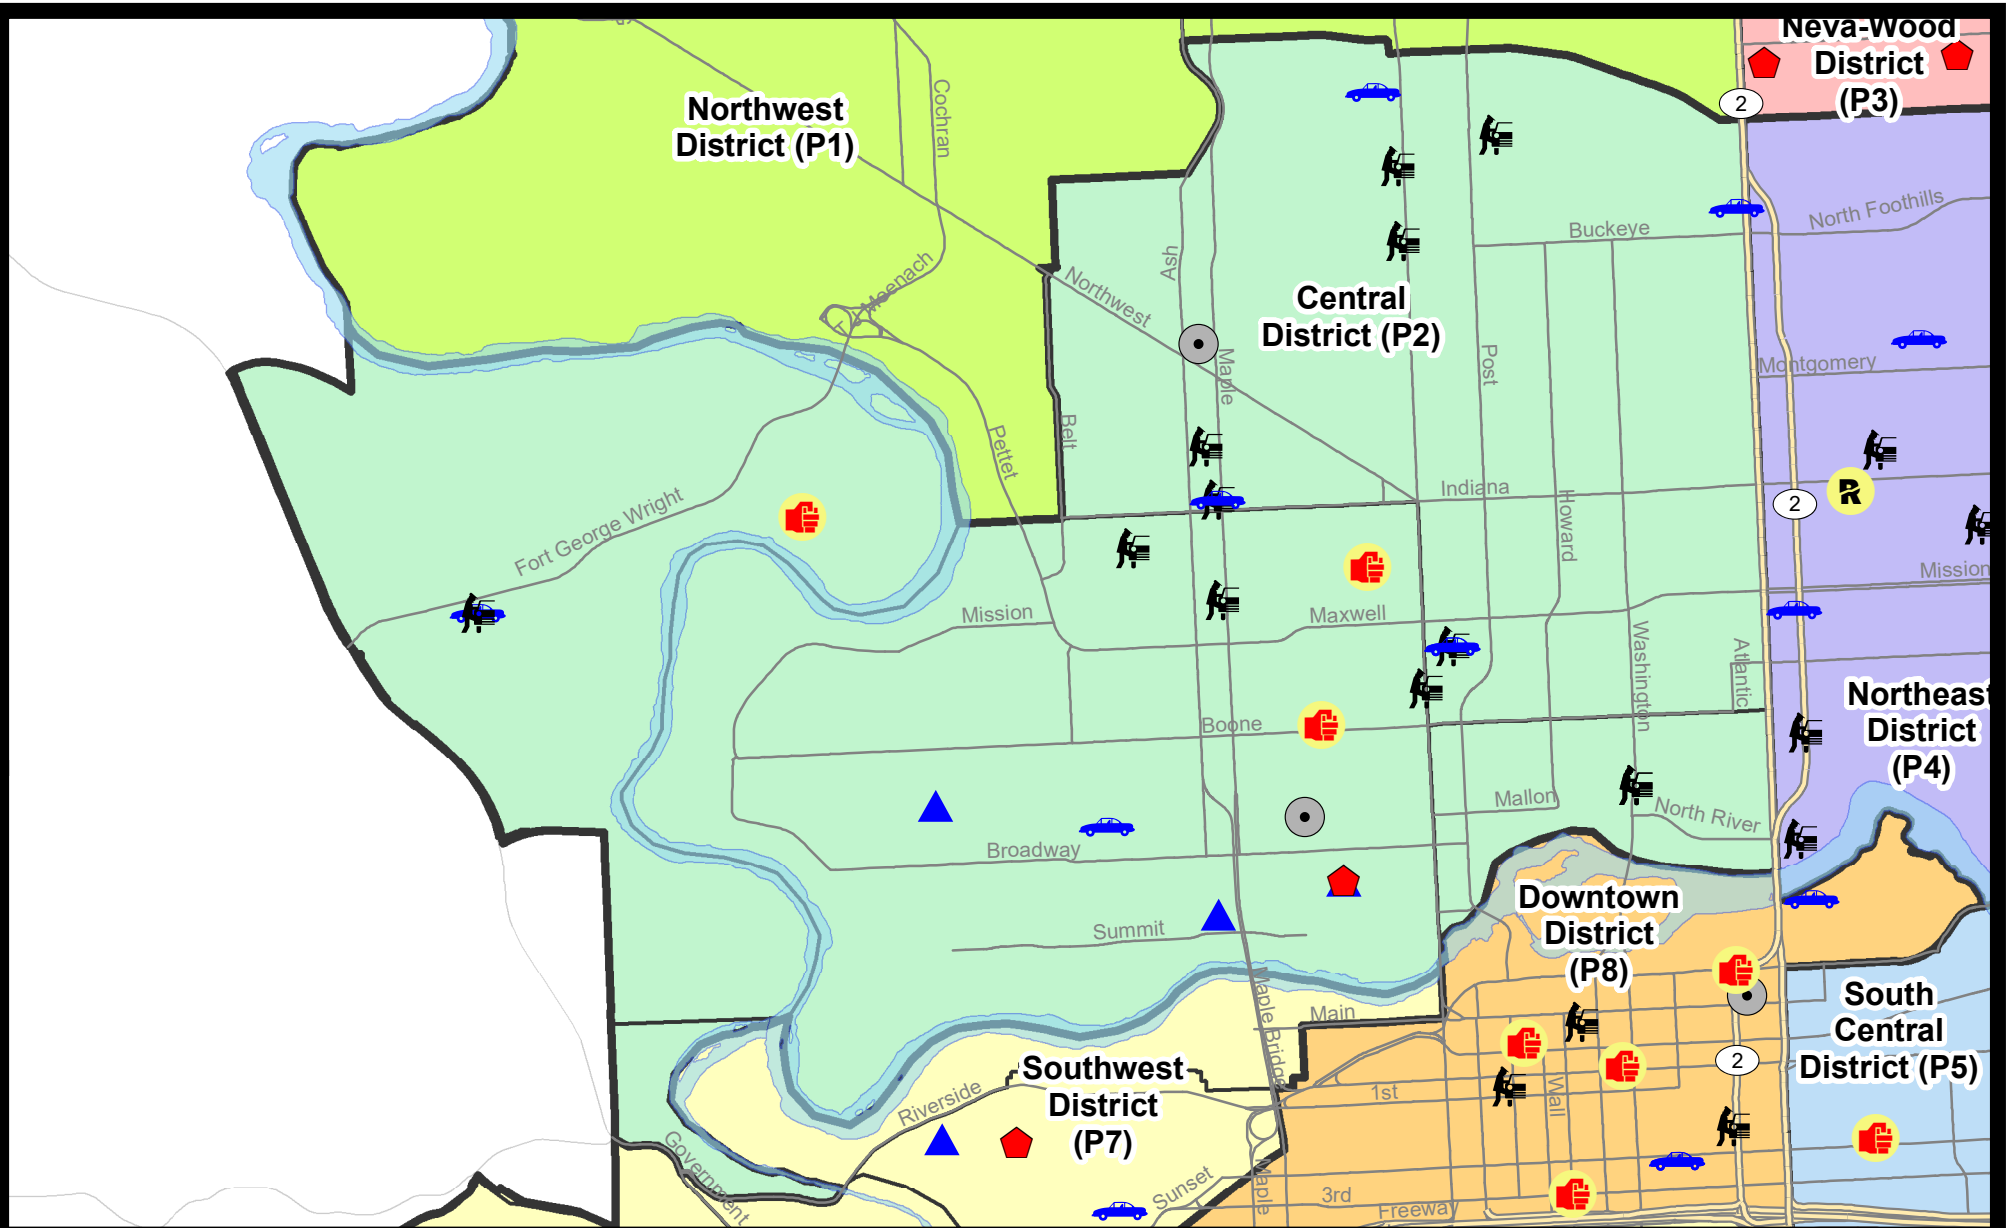 Neva-Wood
District
(P3)
2
Northwest
District (P1)
Cochran
North Foothills
Buckeye
Ash
T J Meenach
Northwest
Central
District (P2)
Maple
Post
Montgomery
Belt
Pettet
Indiana
Howard
2
Fort George Wright
Mission
Mission
Maxwell
Washington
Atlantic
Northeast
District
(P4)
Boone
Mallon
North River
Broadway
Downtown
District
(P8)
Summit
Maple Bridge
Main
South
Central
District (P5)
2
Southwest
District
(P7)
Riverside
1st
Wall
Government
Sunset
Maple
3rd
Freeway
R